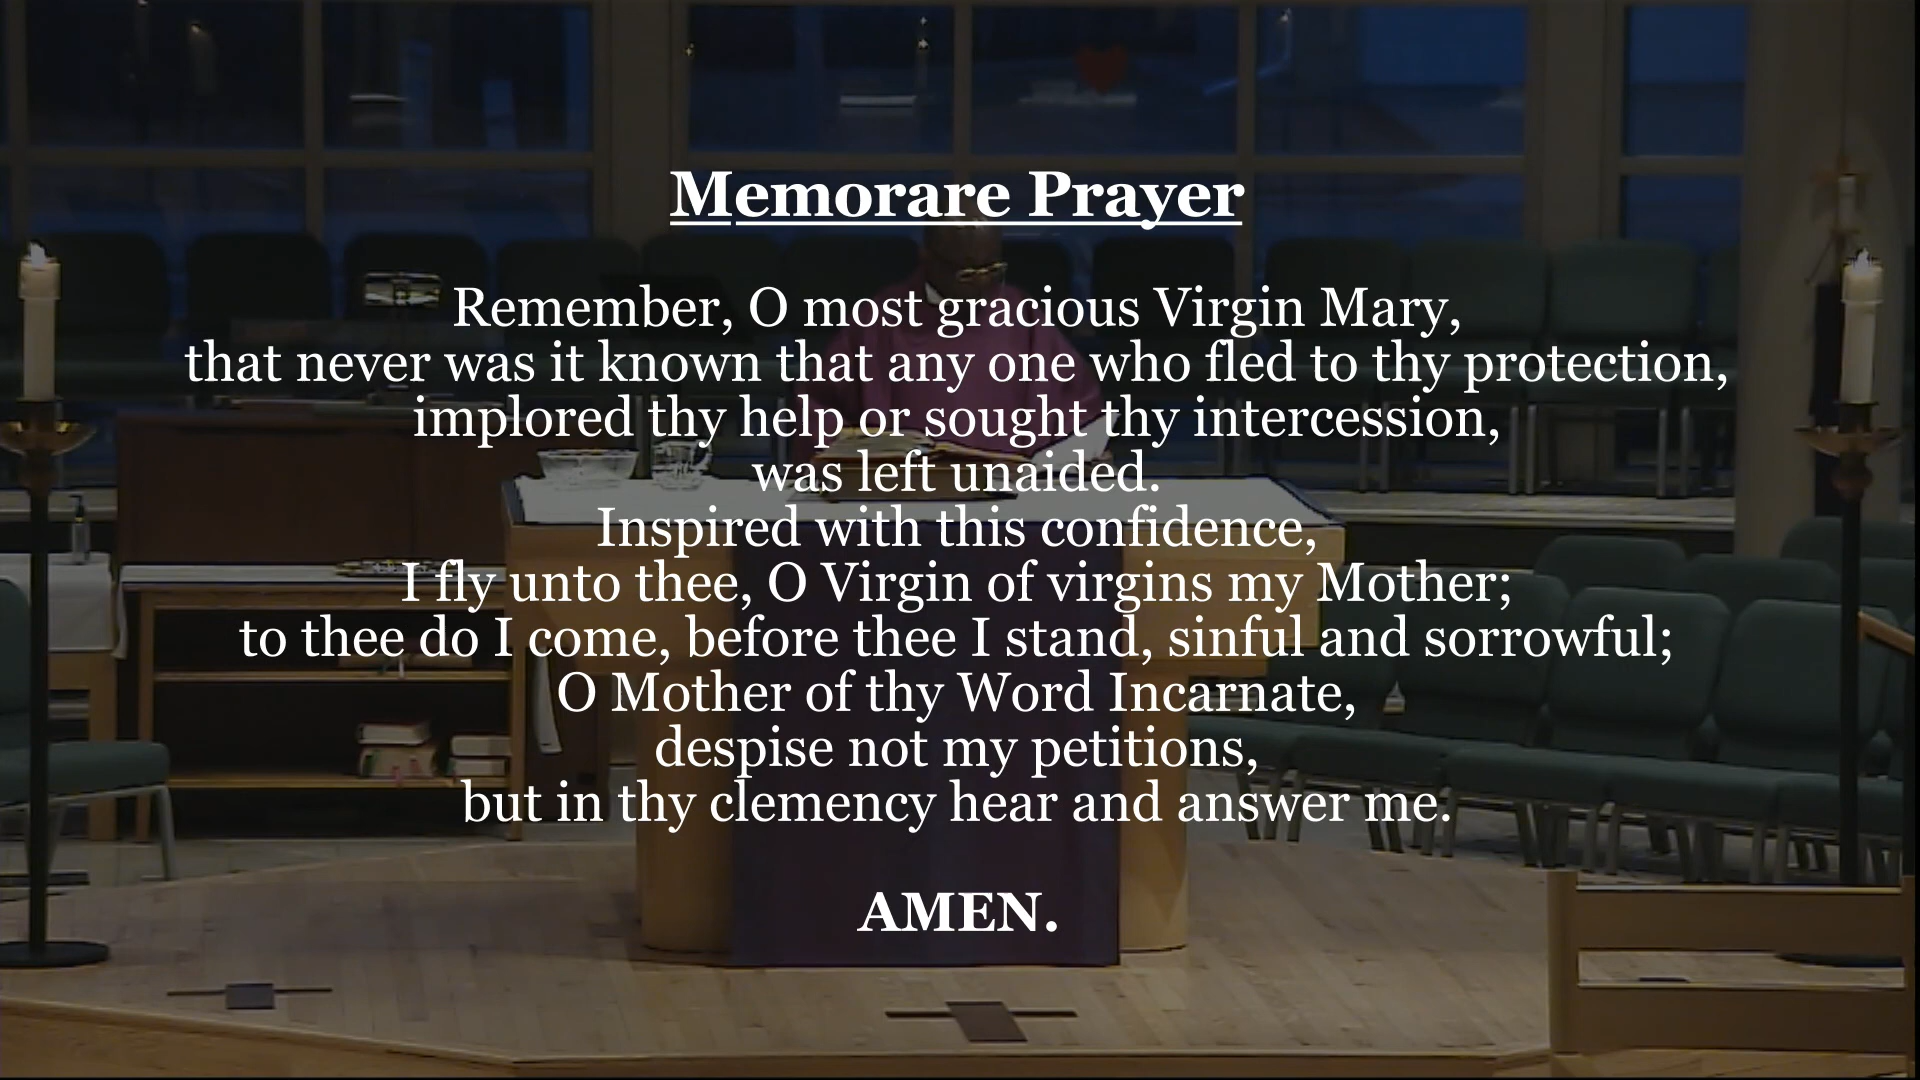 Memorare Prayer
Remember, O most gracious Virgin Mary,
that never was it known that any one who fled to thy protection,
implored thy help or sought thy intercession,
was left unaided.
Inspired with this confidence,
I fly unto thee, O Virgin of virgins my Mother;
to thee do I come, before thee I stand, sinful and sorrowful;
O Mother of thy Word Incarnate,
despise not my petitions,
but in thy clemency hear and answer me.
AMEN.